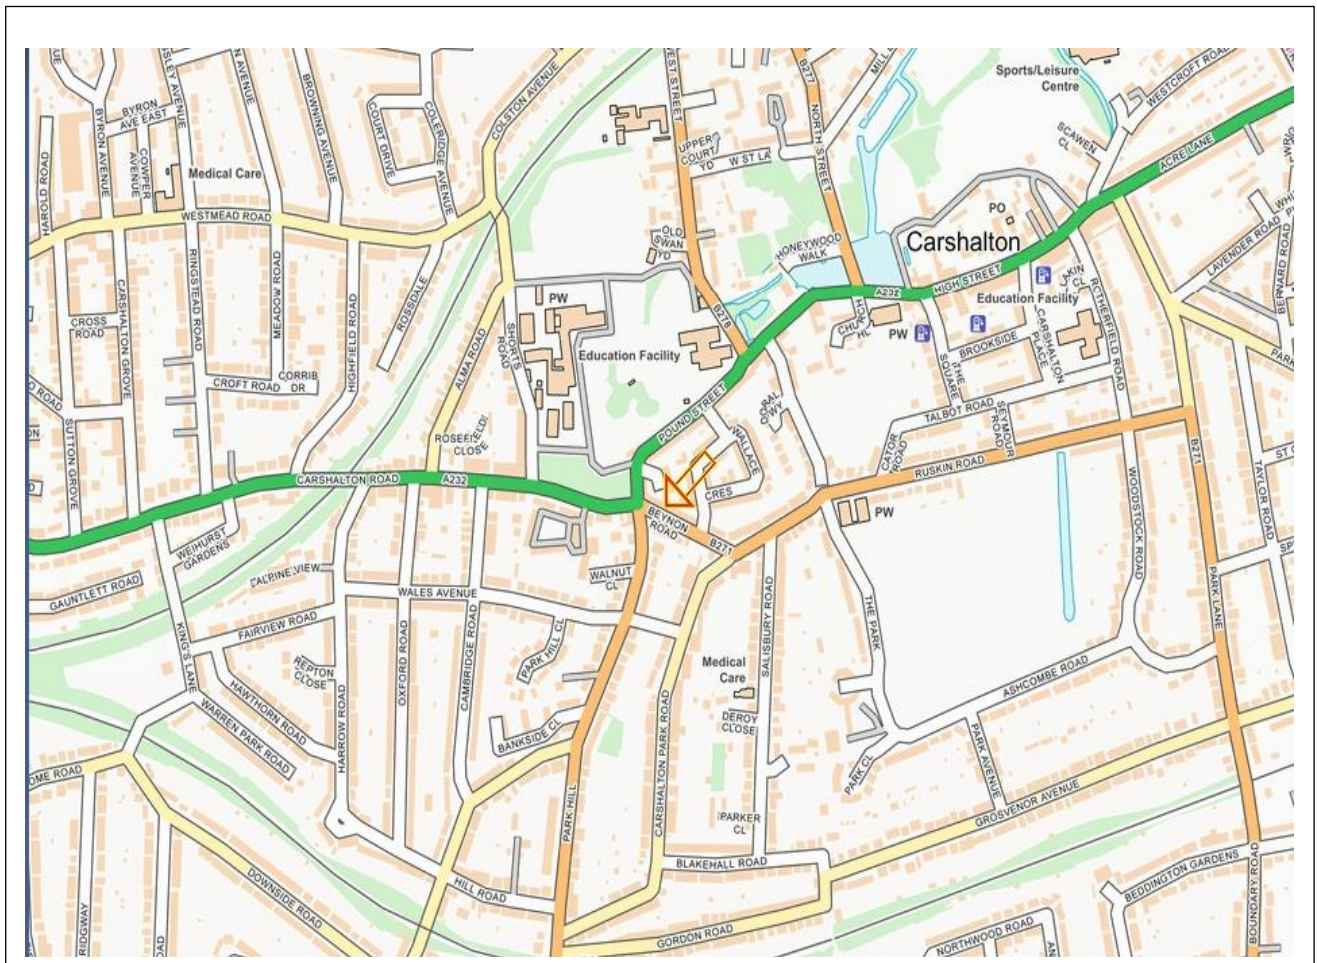 BYRON AVENUE
BYRON
AVE EAST
COWPER
AVENUE
BROWNING AVENUE
COURT DRIVE
COLERIDGE AVENUE
COLSTON AVENUE
B277
NORTH STREET
Sports/Leisure
Centre
WESTCROFT ROAD
SCAWEN
CL
ACRE LANE
UPPER
COURT
YD
W ST LA
HAROLD ROAD
Medical Care
WESTMEAD ROAD
PO
Carshalton
OLD
SWAN
YD
HONEYWOOD
WALK
LAVENDER ROAD
BERNARD ROAD
CARSHALTON GROVE
RINGSTEAD ROAD
MEADOW ROAD
HIGHFIELD ROAD
ROSSDALE
PW
B278
A232
HIGH STREET
Education Facility
ROTHERFIELD ROAD
CROSS
ROAD
ALMA ROAD
SHORTS
ROAD
Education Facility
PW
BROOKSIDE
THE
SQUARE
CARSHALTON
PLACE
CROFT ROAD
CORRIB
DR
POUND STREET
TALBOT ROAD
SEYMOUR
ROAD
SUTTON GROVE
CLOSE
WALLACE
CRES
CATOR
ROAD
RUSKIN ROAD
B271
TAYLOR ROAD
CARSHALTON ROAD
A232
BEYNON
ROAD
B271
PW
WOODSTOCK ROAD
WEIHURST
GARDENS
ALPINE VIEW
WALNUT
CL
GAUNTLETT ROAD
WALES AVENUE
THE PARK
PARK LANE
KING'S LANE
FAIRVIEW ROAD
OXFORD ROAD
CAMBRIDGE ROAD
PARK HILL CL
SALISBURY ROAD
REPTON
CLOSE
Medical
Care
ASHCOMBE ROAD
HAWTHORN ROAD
WARREN PARK ROAD
HARROW ROAD
BANKSIDE CL
DEROY
CLOSE
PARK AVENUE
PARK CL
CARSHALTON PARK ROAD
PARK HILL
PARKER
CL
GROSVENOR AVENUE
BLAKEHALL ROAD
HILL ROAD
DOWNSIDE ROAD
BEDDINGTON GARDENS
BOUNDARY ROAD
RIDGWAY
GORDON ROAD
NORTHWOOD ROAD